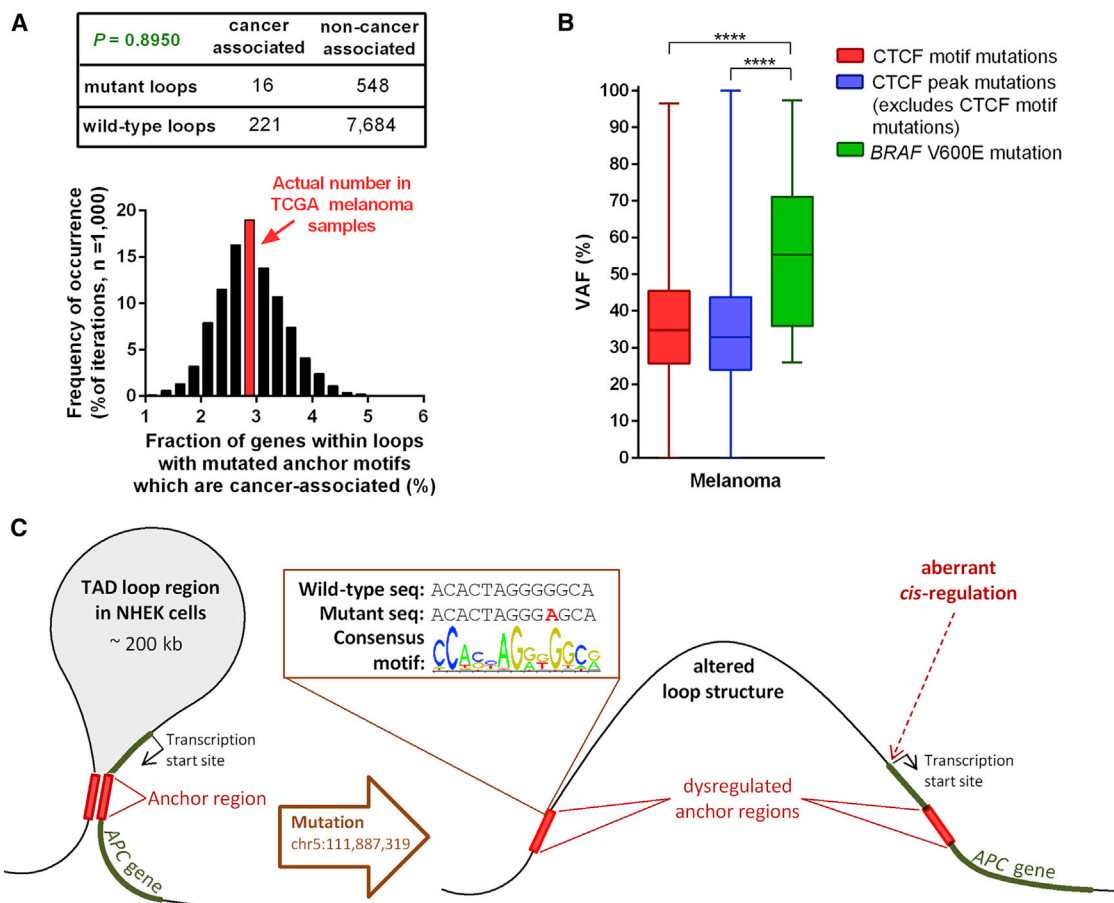 A
P = 0.8950
cancer associated
non-cancer associated
mutant loops 16 548
wild-type loops 221 7,684
Frequency of occurrence
(%of iterations, n =1,000)
20
15
10
5
0
Actual number in
TCGA melanoma
samples
1 2 3 4 5 6
Fraction of genes within loops
with mutated anchor motifs
which are cancer-associated (%)
B
VAF (%)
100
90
80
70
60
50
40
30
20
10
0
****
****
Melanoma
CTCF motif mutations
CTCF peak mutations
(excludes CTCF motif
mutations)
BRAF V600E mutation
C
TAD loop region
in NHEK cells
~ 200 kb
Transcription
start site
Anchor region
APC gene
Mutation
chr5:111,887,319
Wild-type seq: ACACTAGGGGGCA
Mutant seq: ACACTAGGGAGCA
Consensus
motif:
altered
loop structure
aberrant
cis-regulation
Transcription
start site
dysregulated
anchor regions
APC gene